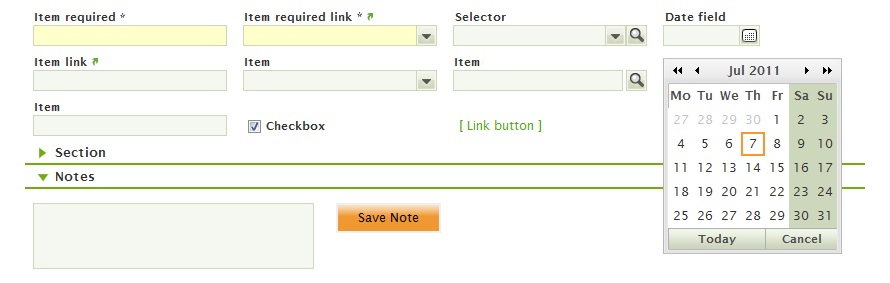 Item required * Item required link * Selector Date field
Item link Item Item
Jul 2011
Mo Tu We Th Fr Sa Su
27 28 29 30 1 2 3
4 5 6 7 8 9 10
11 12 13 14 15 16 17
18 19 20 21 22 23 24
25 26 27 28 29 30 31
Today Cancel
Item
Checkbox [ Link button ]
Section
Notes
Save Note